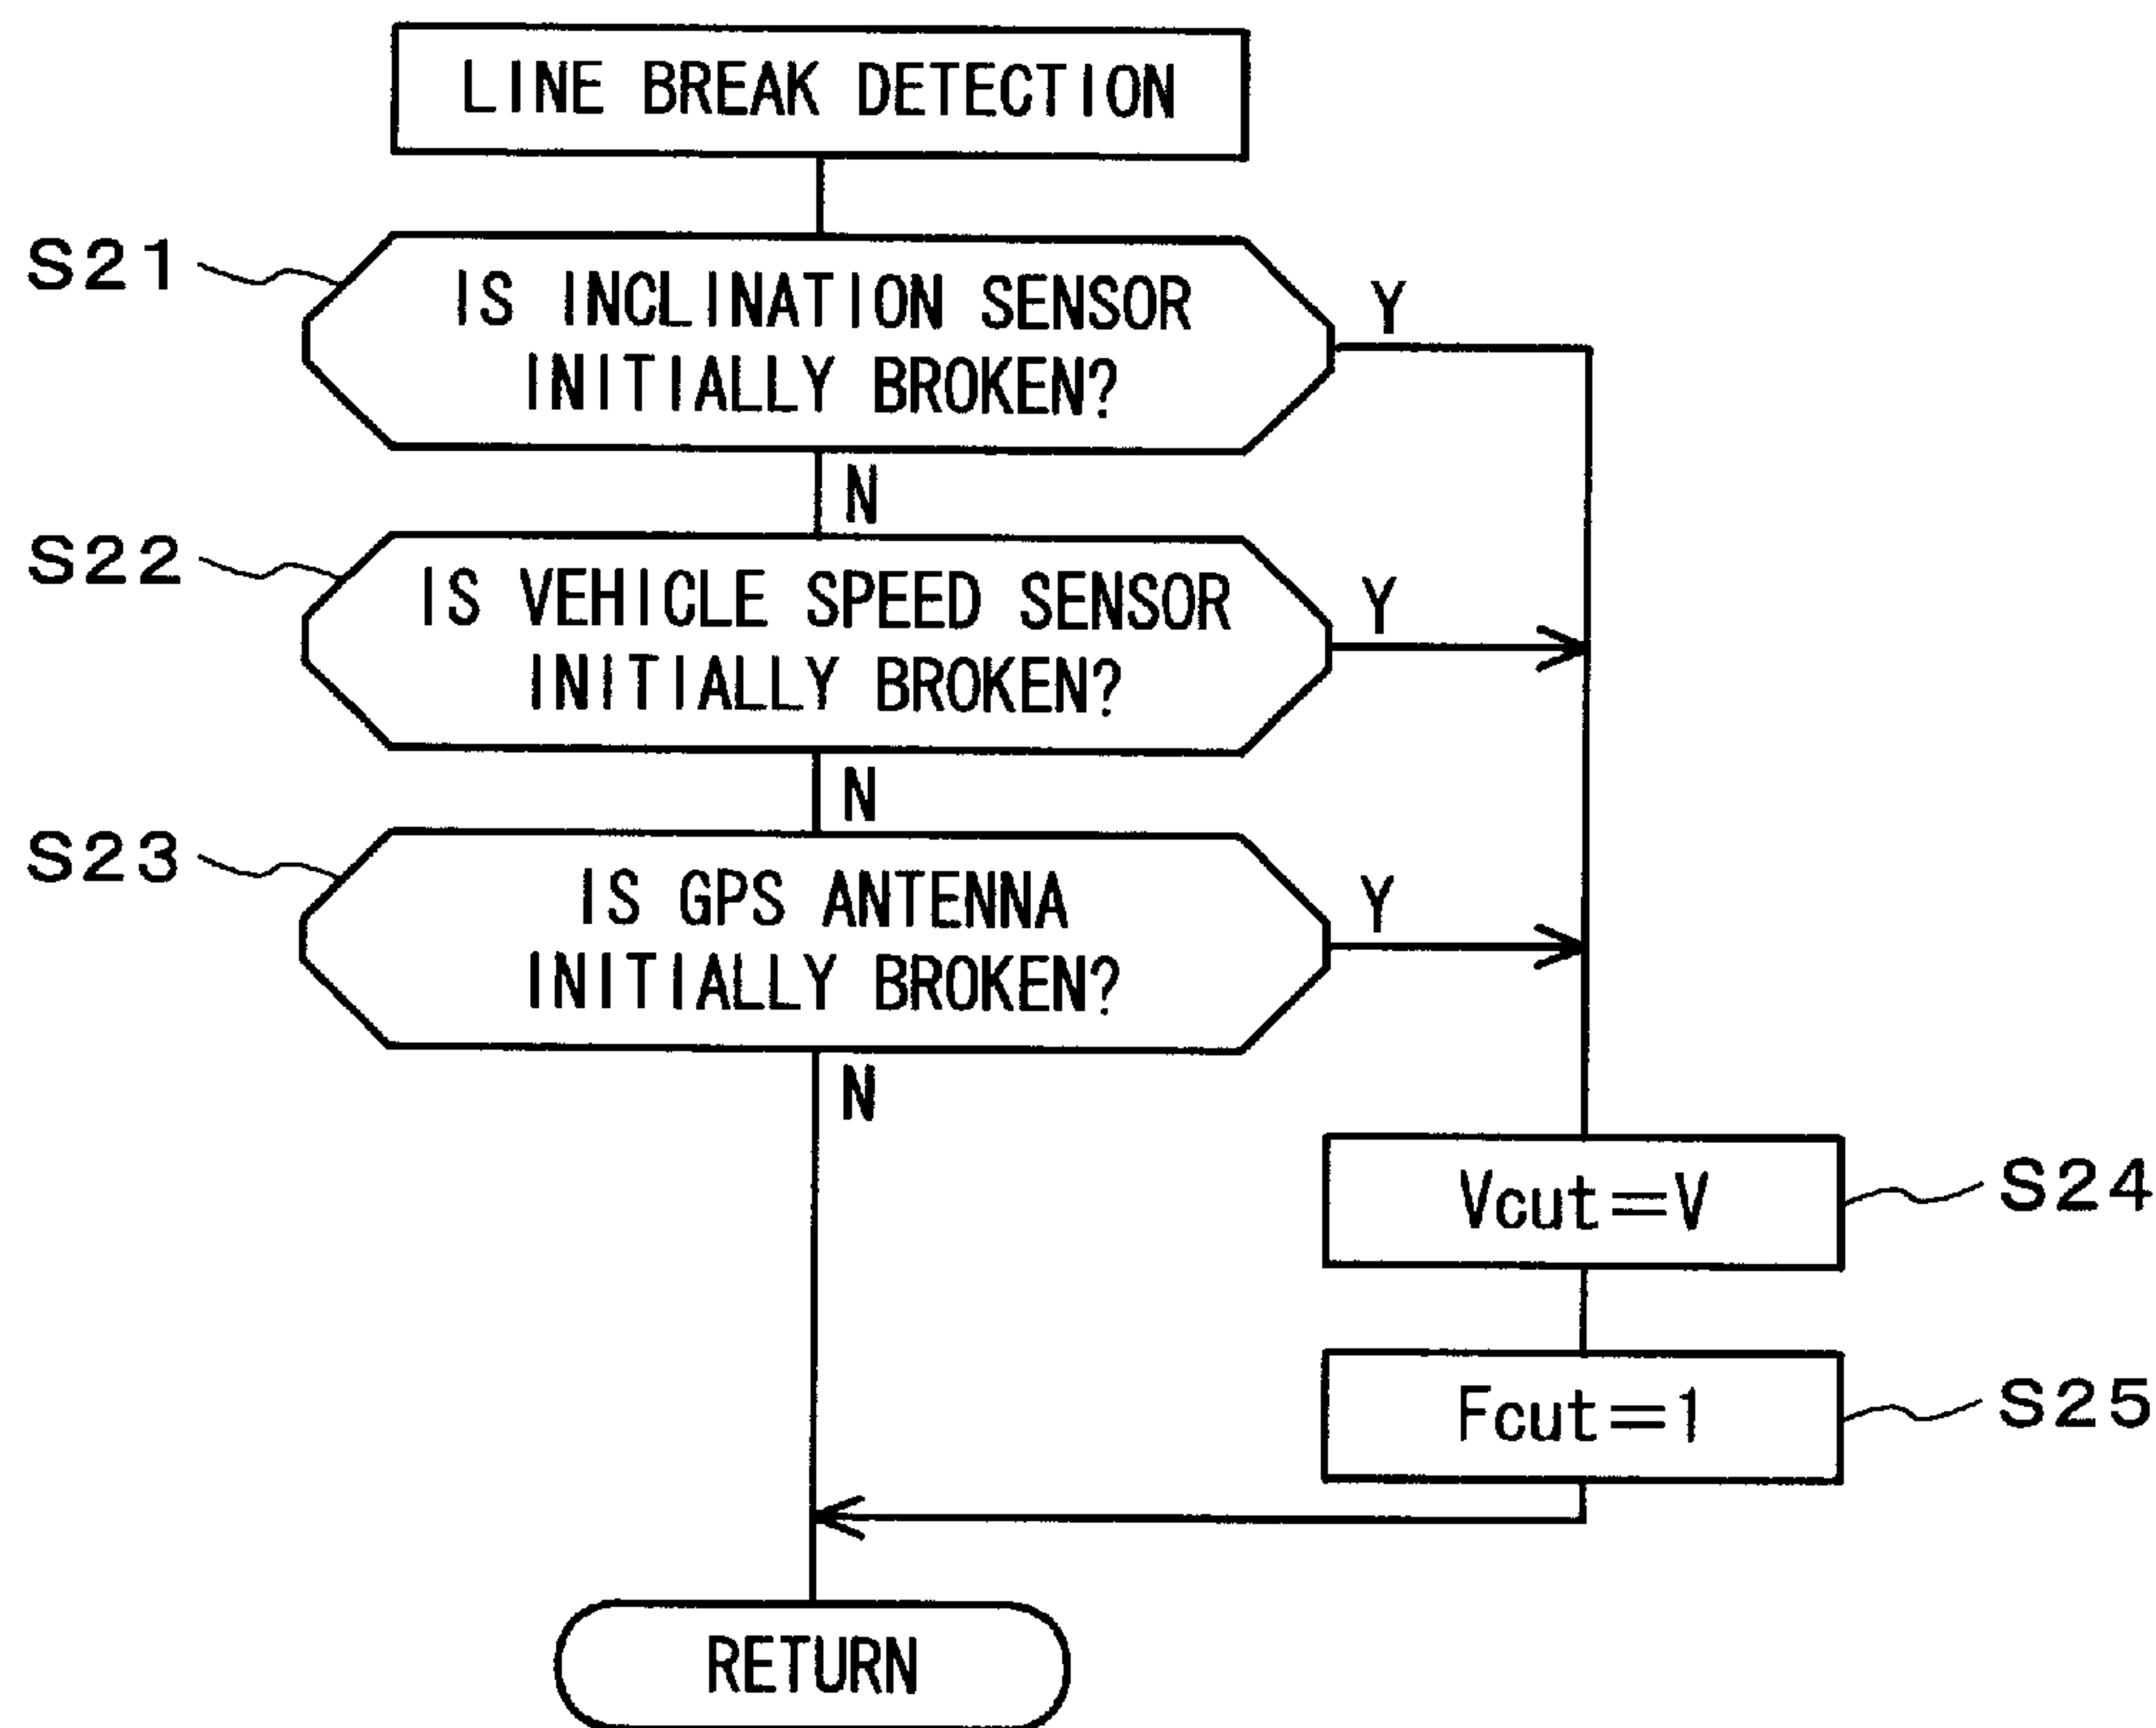 LINE BREAK DETECTION
S21
IS INCLINATION SENSOR
INITIALLY BROKEN?
Y
N
S22
IS VEHICLE SPEED SENSOR
INITIALLY BROKEN?
Y
N
S23
IS GPS ANTENNA
INITIALLY BROKEN?
Y
N
Vcut=V
S24
Fcut=1
S25
RETURN